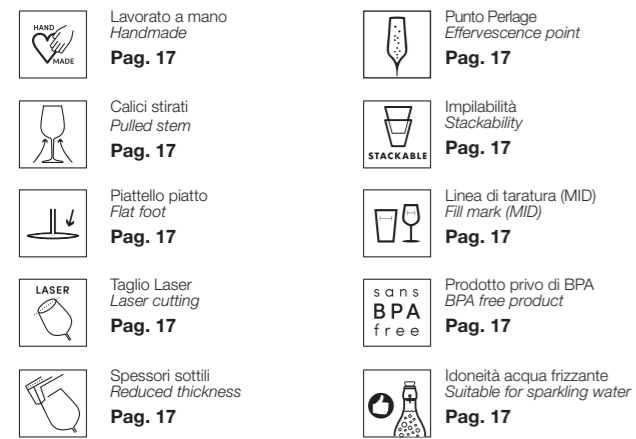 HAND
MADE
Lavorato a mano
Handmade
Pag. 17
Calici stirati
Pulled stem
Pag. 17
Piattello piatto
Flat foot
Pag. 17
LASER
Taglio Laser
Laser cutting
Pag. 17
Spessori sottili
Reduced thickness
Pag. 17
Punto Perlage
Effervescence point
Pag. 17
STACKABLE
Impilabilità
Stackability
Pag. 17
Linea di taratura (MID)
Fill mark (MID)
Pag. 17
sans
BPA
free
Prodotto privo di BPA
BPA free product
Pag. 17
Idoneità acqua frizzante
Suitable for sparkling water
Pag. 17